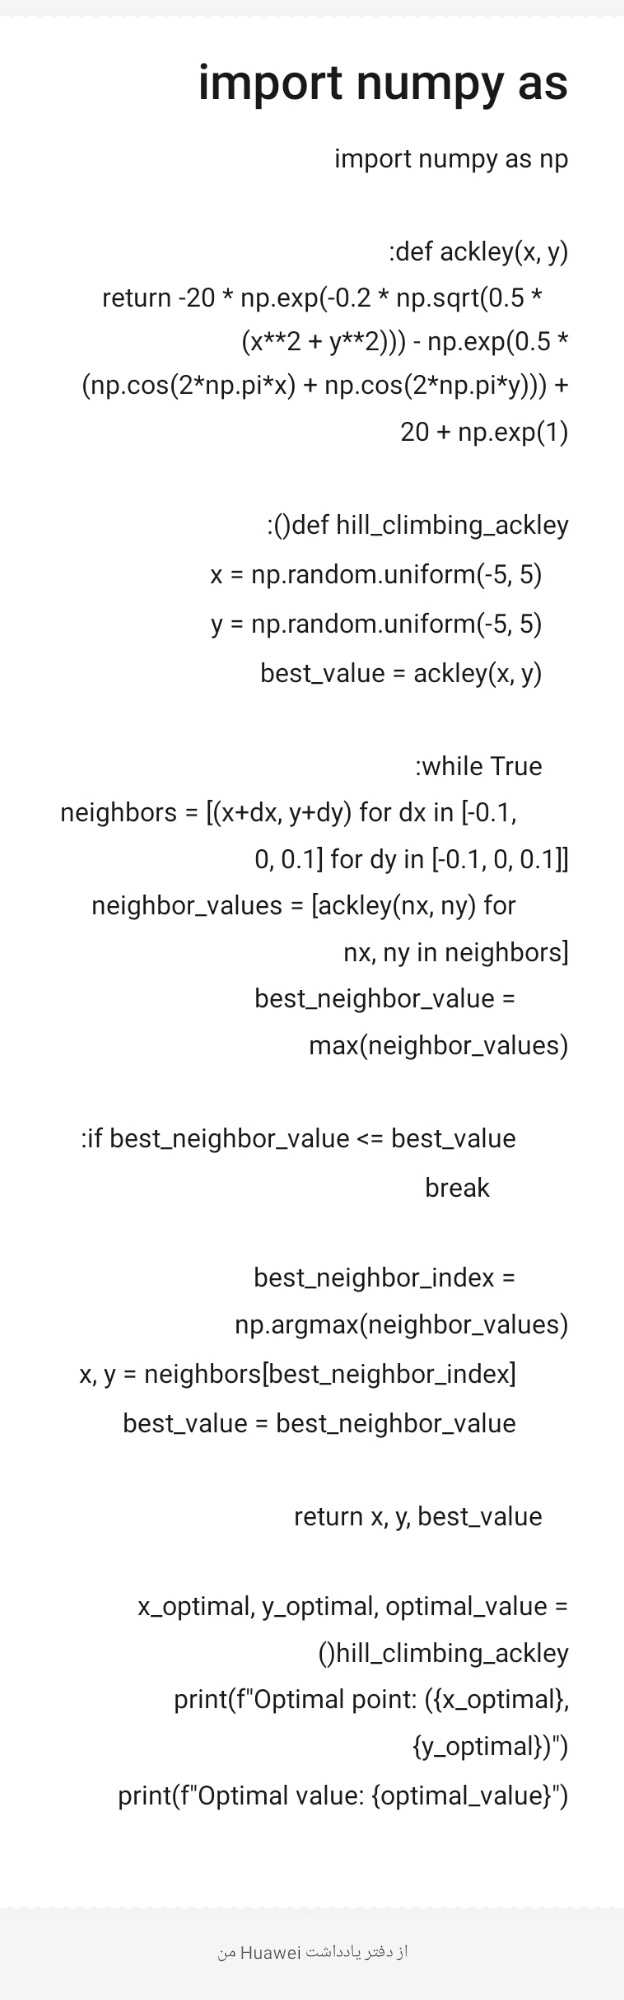 import numpy as
import numpy as np
:def ackley(x, y)
return -20 * np.exp(-0.2 * np.sqrt(0.5 *
(x**2 + y**2))) - np.exp(0.5 *
(np.cos(2*np.pi*x) + np.cos(2*np.pi*y))) +
20 + np.exp(1)
:()def hill_climbing_ackley
x = np.random.uniform(-5, 5)
y = np.random.uniform(-5, 5)
best_value = ackley(x, y)
:while True
neighbors = [(x+dx, y+dy) for dx in [-0.1,
0, 0.1] for dy in [-0.1, 0, 0.1]]
neighbor_values = [ackley(nx, ny) for
nx, ny in neighbors]
best_neighbor_value =
max(neighbor_values)
:if best_neighbor_value <= best_value
break
best_neighbor_index =
np.argmax(neighbor_values)
x, y = neighbors[best_neighbor_index]
best_value = best_neighbor_value
return x, y, best_value
x_optimal, y_optimal, optimal_value =
()hill_climbing_ackley
print(f"Optimal point: ({x_optimal},
{y_optimal})")
print(f"Optimal value: {optimal_value}")
از دفتر یادداشت Huawei من